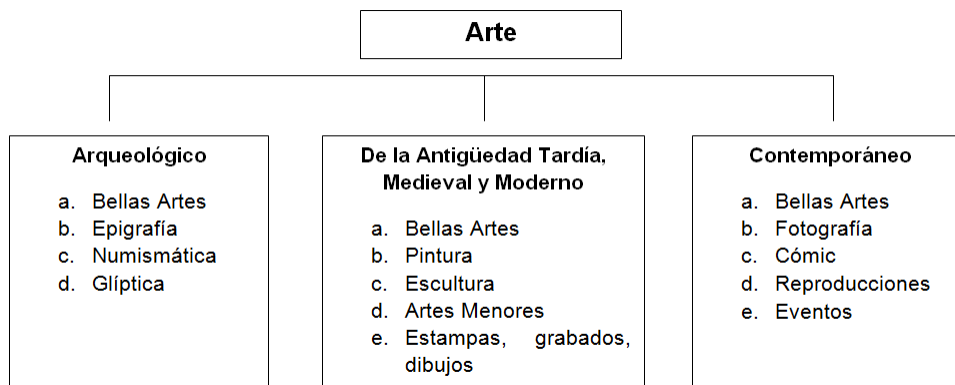 Arte
Arqueológico
a. Bellas Artes
b. Epigrafía
c. Numismática
d. Glíptica
De la Antigüedad Tardía,
Medieval y Moderno
a. Bellas Artes
b. Pintura
c. Escultura
d. Artes Menores
e. Estampas, grabados,
dibujos
Contemporáneo
a. Bellas Artes
b. Fotografía
c. Cómic
d. Reproducciones
e. Eventos